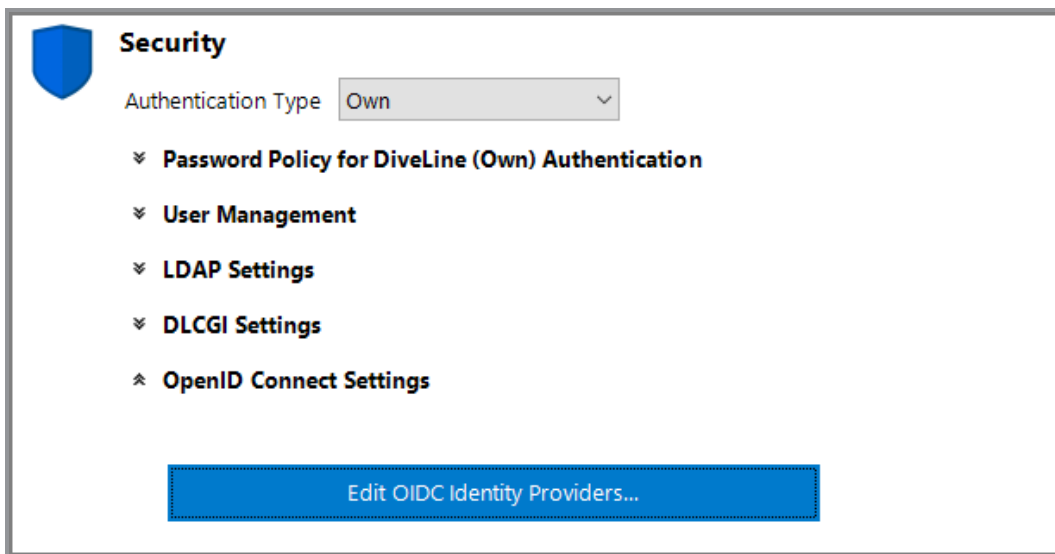 Security
Authentication Type Own
Password Policy for DiveLine (Own) Authentication
User Management
LDAP Settings
DLCGI Settings
OpenID Connect Settings
Edit OIDC Identity Providers...